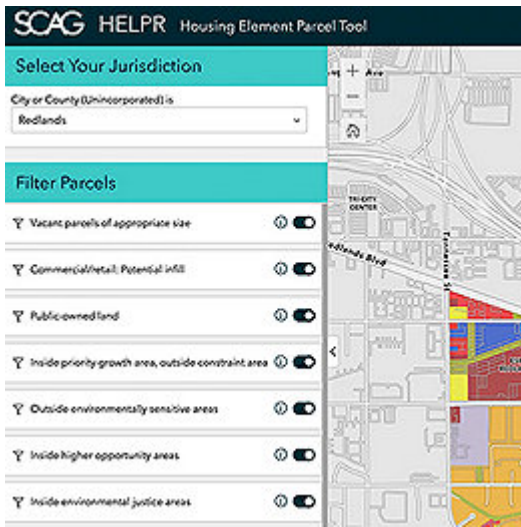 SCAG HELPR Housing Element Parcel Tool
Select Your Jurisdiction
City or County (Unincorporated) is
Redlands
Filter Parcels
Vacant parcels of appropriate size
Commercial/retail; Potential infill
Public-owned land
Inside priority growth area, outside constraint area
Outside environmentally sensitive areas
Inside higher opportunity areas
Inside environmental justice areas
Ave
TRI-CITY
CENTER
edlands Blvd
Tennessee St